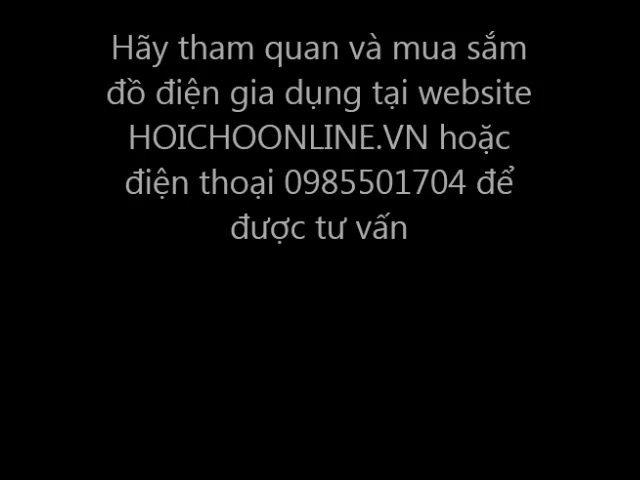 Hãy tham quan và mua sắm
đồ điện gia dụng tại website
HOICHOONLINE.VN hoặc
điện thoại 0985501704 để
được tư vấn